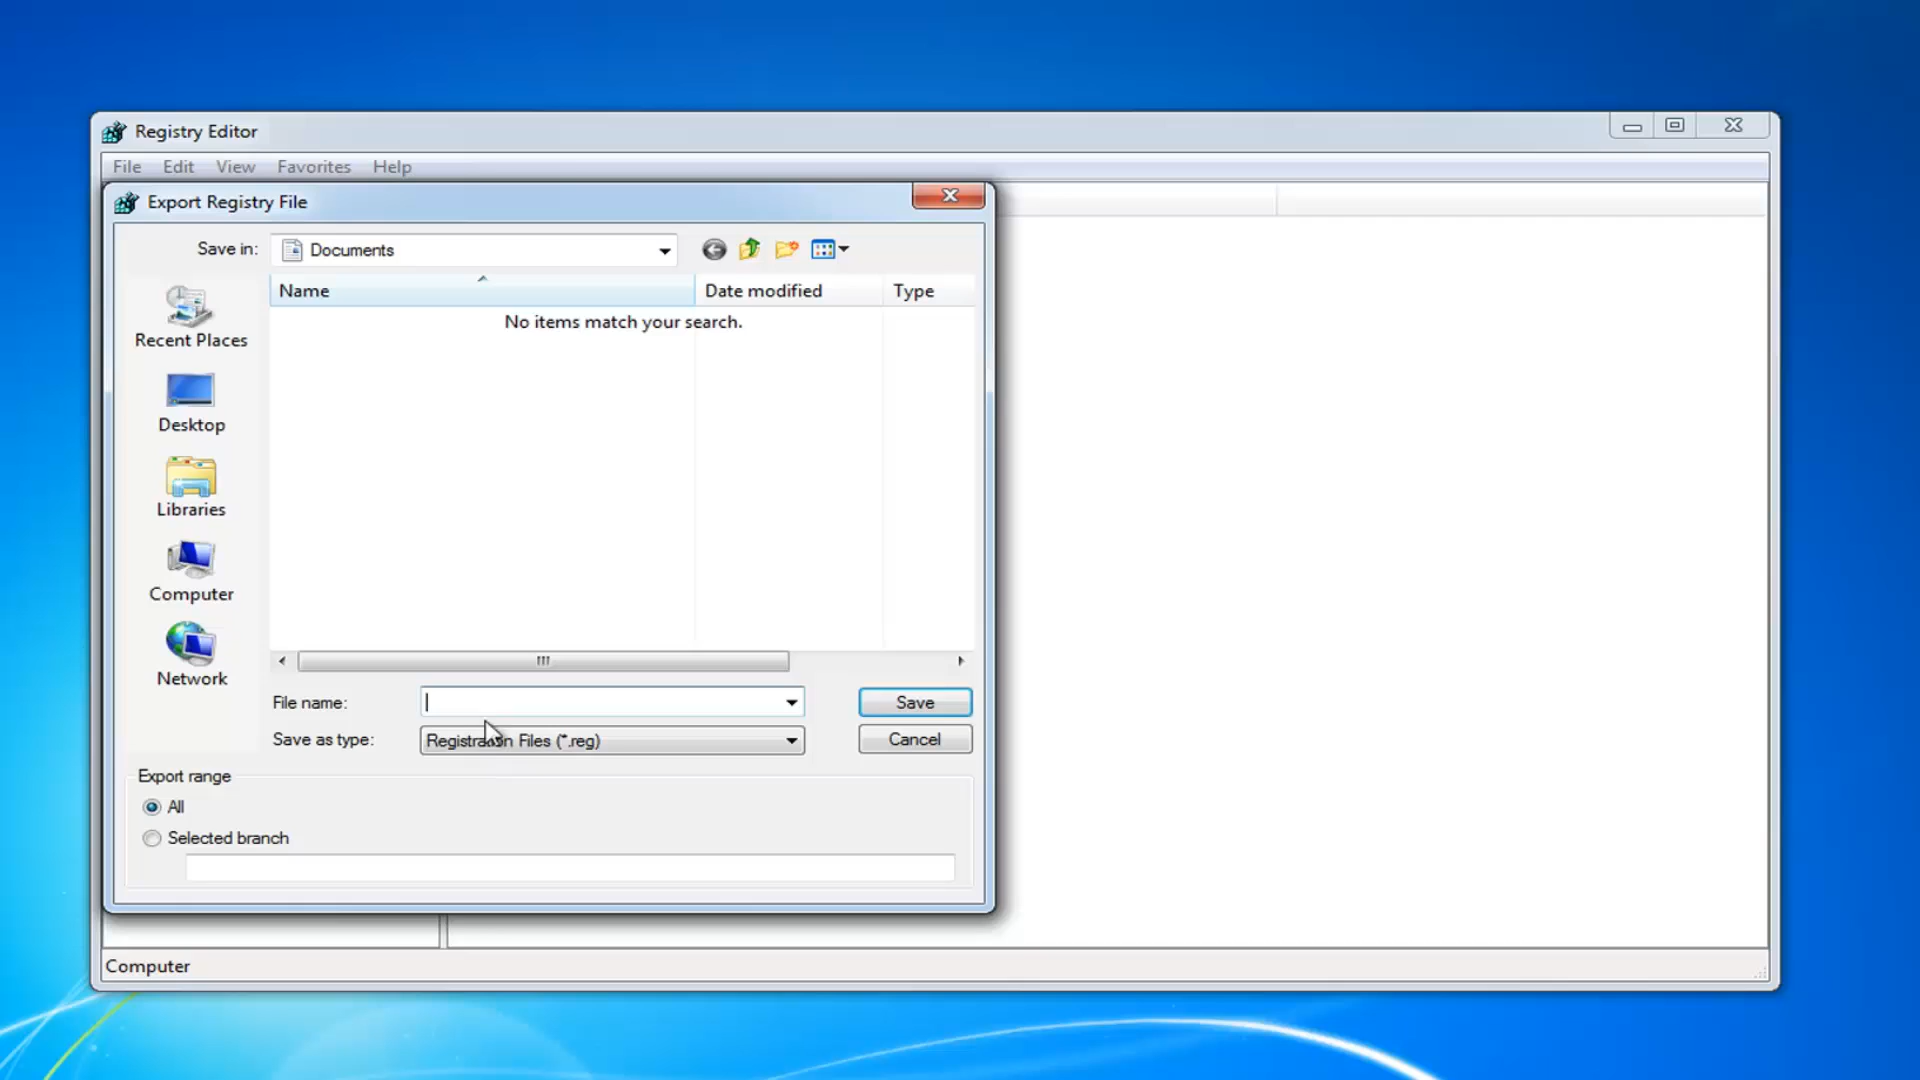 Registry Editor
File Edit View Favorites Help
Export Registry File
Save in: Documents
Name Date modified Type
No items match your search.
Recent Places
Desktop
Libraries
Computer
Network
File name: Save
Save as type: Registration Files (*.reg) Cancel
Export range
All
Selected branch
Computer